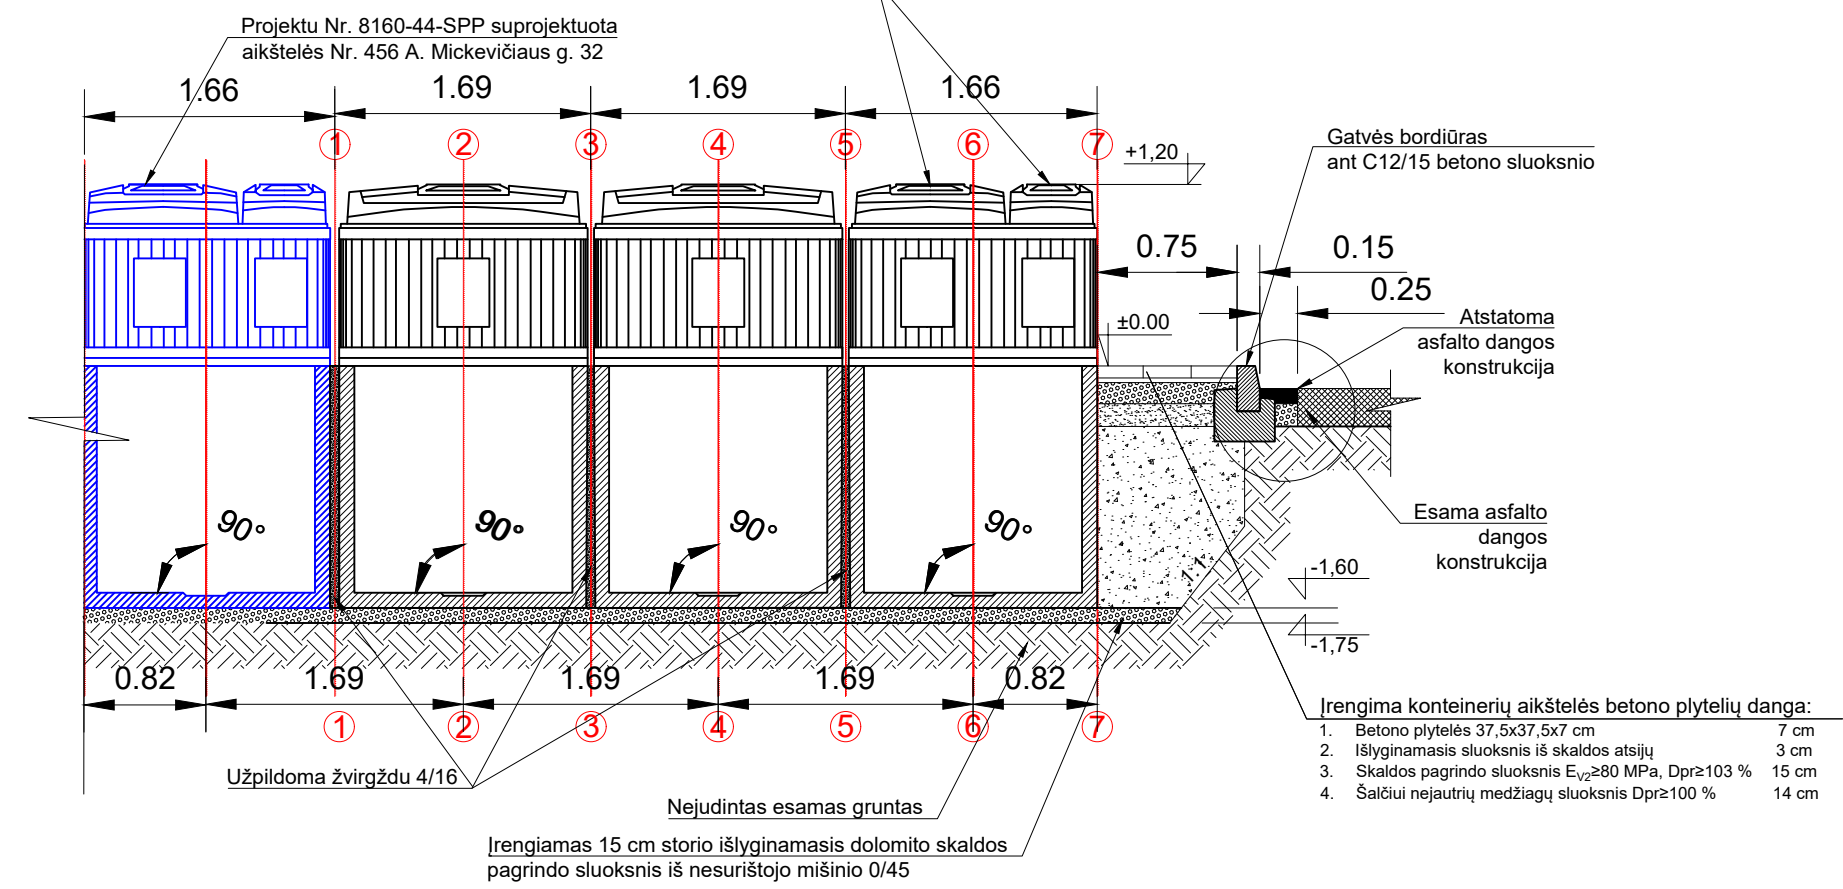 Projektu Nr. 8160-44-SPP suprojektuota
aikštelės Nr. 456 A. Mickevičiaus g. 32
1.66
1.69
1.69
1.66
1
2
3
4
5
6
7
+1,20
Gatvės bordiūras
ant C12/15 betono sluoksnio
0.75
0.15
0.25
±0.00
Atstatoma
asfalto dangos
konstrukcija
90°
90°
90°
90°
1:1
Esama asfalto
dangos
konstrukcija
-1,60
-1,75
0.82
1.69
1.69
1.69
0.82
1
2
3
4
5
6
7
Įrengima konteinerių aikštelės betono plytelių danga:
1. Betono plytelės 37,5x37,5x7 cm 7 cm
2. Išlyginamasis sluoksnis iš skaldos atsijų 3 cm
3. Skaldos pagrindo sluoksnis EV2≥80 MPa, Dpr≥103 % 15 cm
4. Šalčiui nejautrių medžiagų sluoksnis Dpr≥100 % 14 cm
Užpildoma žvirgždu 4/16
Nejudintas esamas gruntas
Įrengiamas 15 cm storio išlyginamasis dolomito skaldos
pagrindo sluoksnis iš nesurištojo mišinio 0/45